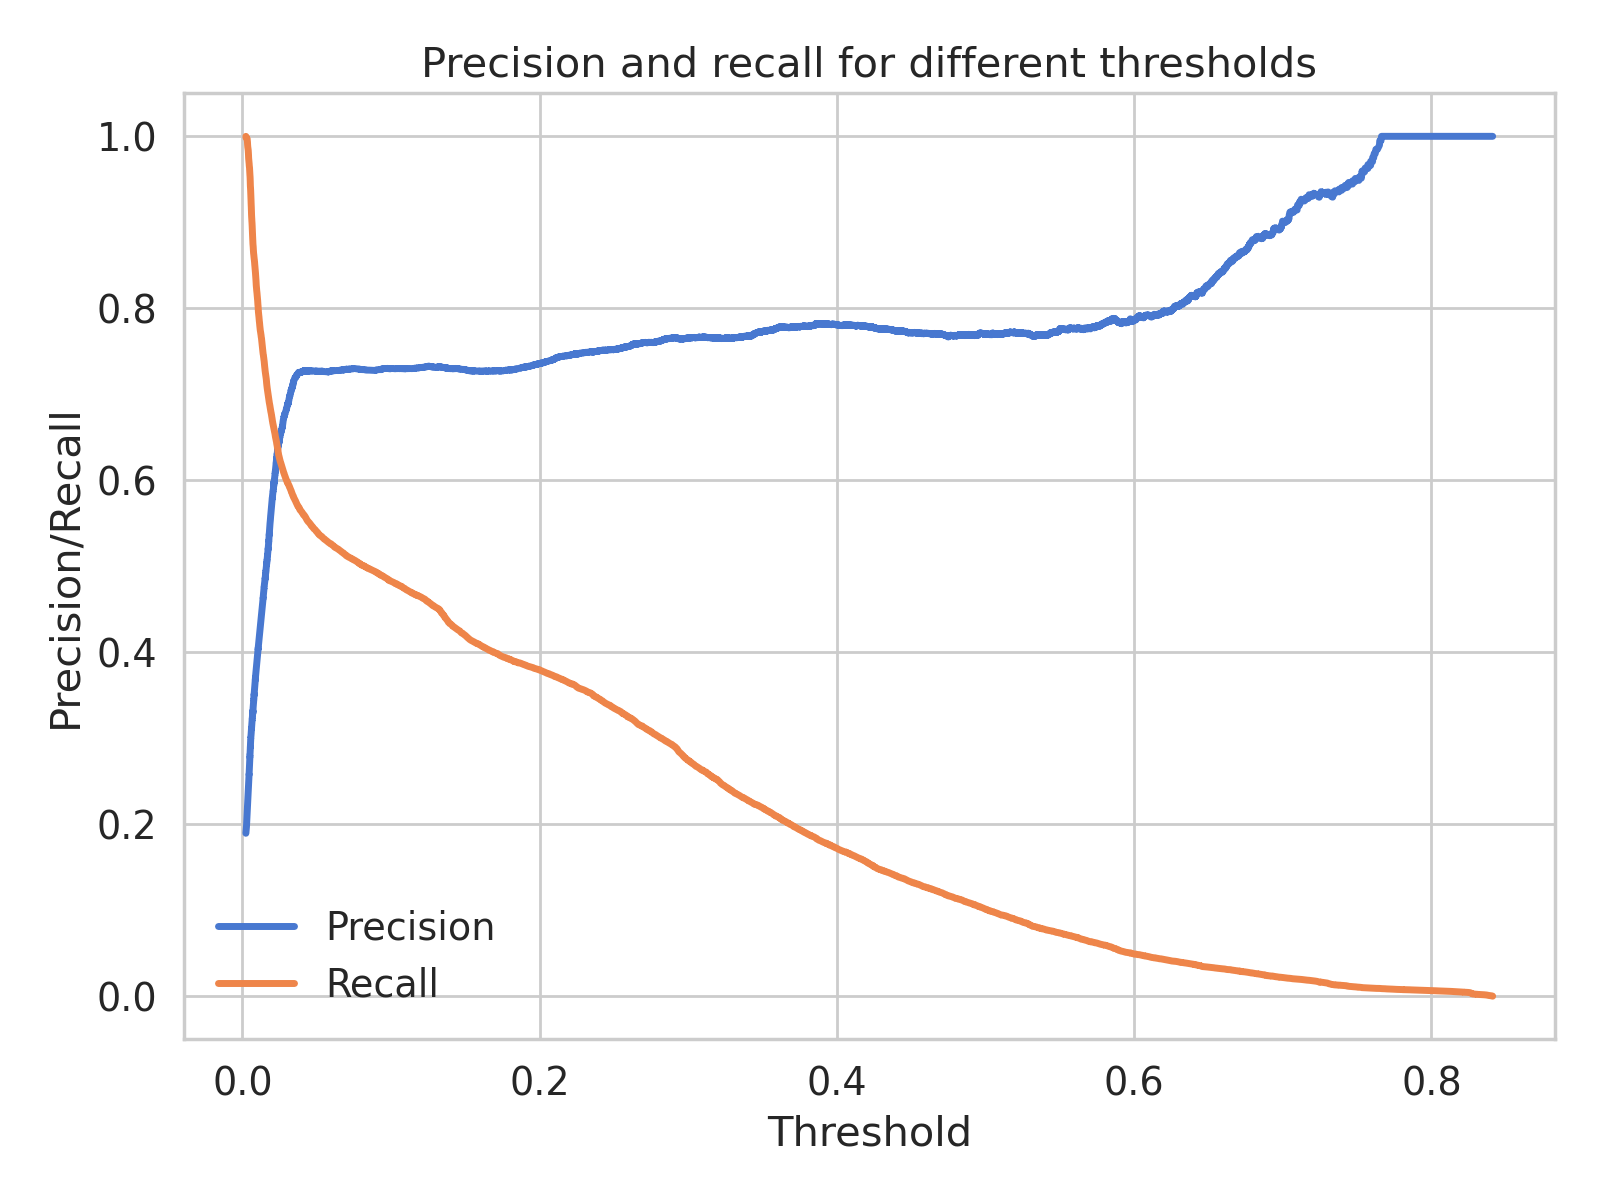 Precision and recall for different thresholds
1.0
0.8
0.6
0.4
0.2
0.0
Precision/Recall
Precision
Recall
0.0 0.2 0.4 0.6 0.8
Threshold